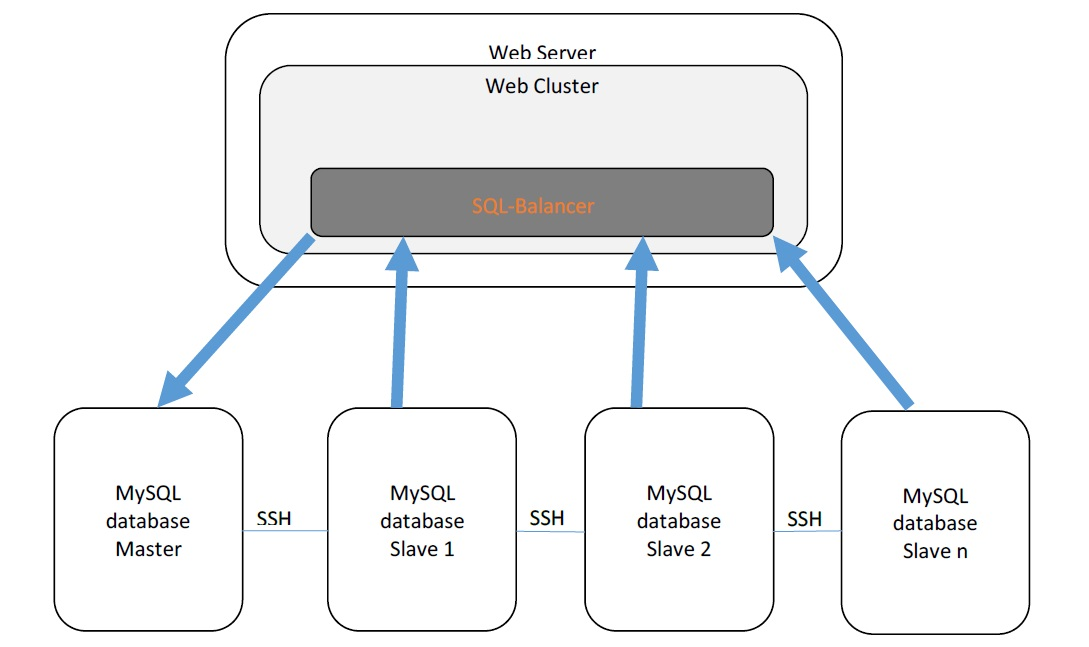 Web Server
Web Cluster
SQL-Balancer
MySQL
database
Master
SSH
MySQL
database
Slave 1
SSH
MySQL
database
Slave 2
SSH
MySQL
database
Slave n